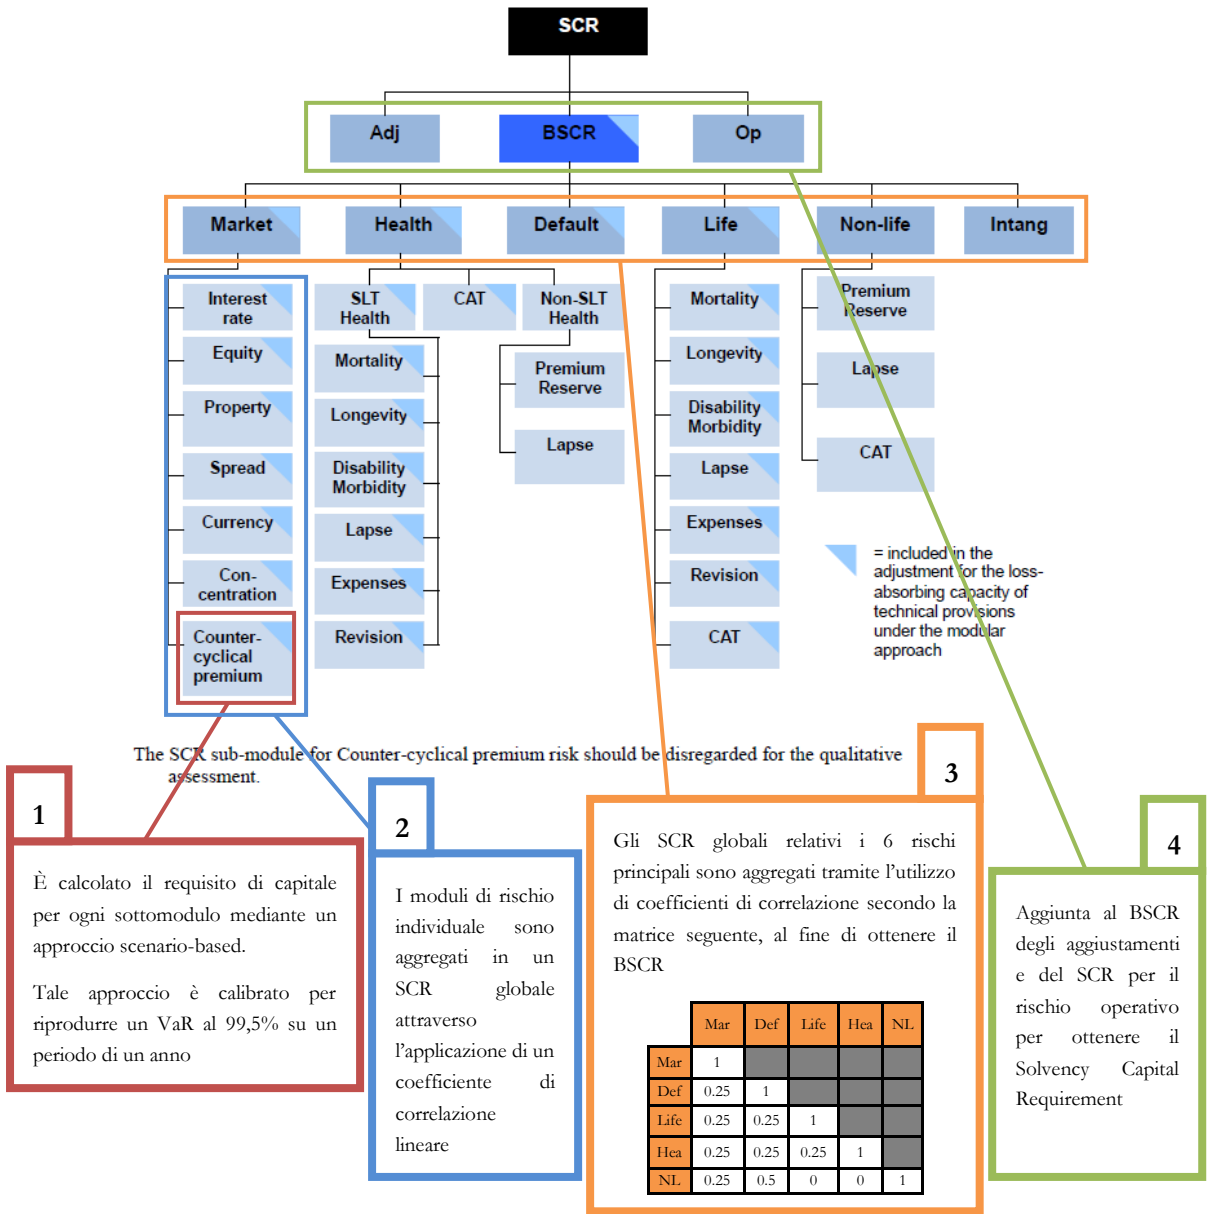 SCR
Adj
BSCR
Op
Market
Health
Default
Life
Non-life
Intang
Interest
rate
Equity
Property
Spread
Currency
Con-
centration
Counter-
cyclical
premium
SLT
Health
CAT
Non-SLT
Health
Mortality
Longevity
Disability
Morbidity
Lapse
Expenses
Revision
Premium
Reserve
Lapse
Mortality
Longevity
Disability
Morbidity
Lapse
Expenses
Revision
CAT
Premium
Reserve
Lapse
CAT
= included in the
adjustment for the loss-
absorbing capacity of
technical provisions
under the modular
approach
The SCR sub-module for Counter-cyclical premium risk should be disregarded for the qualitative
assessment.
1
È calcolato il requisito di capitale
per ogni sottomodulo mediante un
approccio scenario-based.
Tale approccio è calibrato per
riprodurre un VaR al 99,5% su un
periodo di un anno
2
I moduli di rischio
individuale sono
aggregati in un
SCR globale
attraverso
l'applicazione di un
coefficiente di
correlazione
lineare
3
Gli SCR globali relativi i 6 rischi
principali sono aggregati tramite l'utilizzo
di coefficienti di correlazione secondo la
matrice seguente, al fine di ottenere il
BSCR
Mar Def Life Hea NL
Mar 1
Def 0.25 1
Life 0.25 0.25 1
Hea 0.25 0.25 0.25 1
NL 0.25 0.5 0 0 1
4
Aggiunta al BSCR
degli aggiustamenti
e del SCR per il
rischio operativo
per ottenere il
Solvency Capital
Requirement